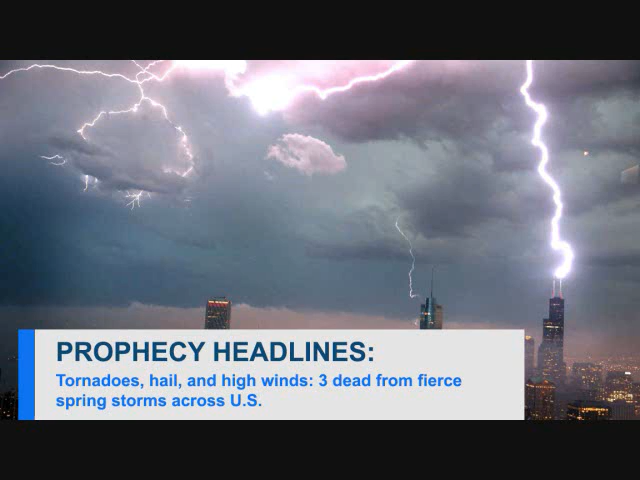 PROPHECY HEADLINES:
Tornadoes, hail, and high winds: 3 dead from fierce
spring storms across U.S.